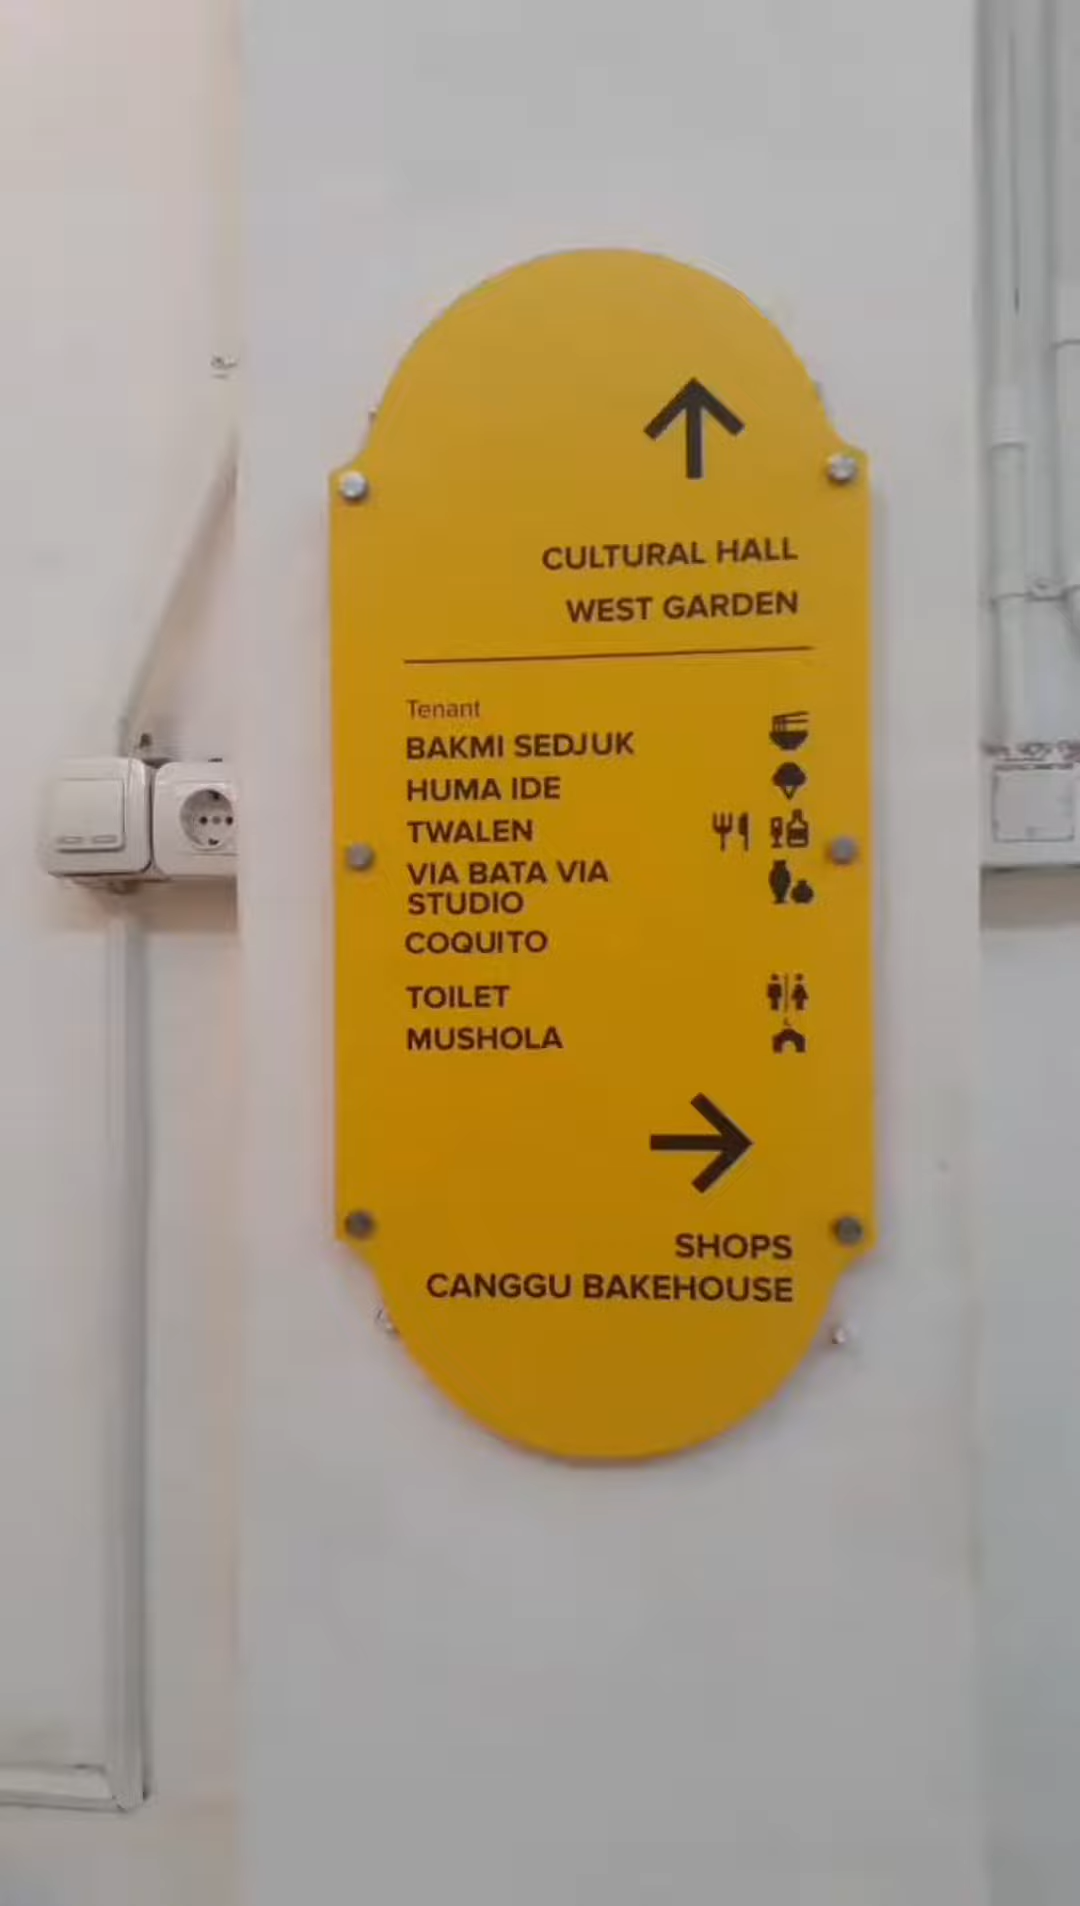 CULTURAL HALL
WEST GARDEN
Tenant
BAKMI SEDJUK
HUMA IDE
TWALEN
VIA BATA VIA
STUDIO
COQUITO
TOILET
MUSHOLA
SHOPS
CANGGU BAKEHOUSE